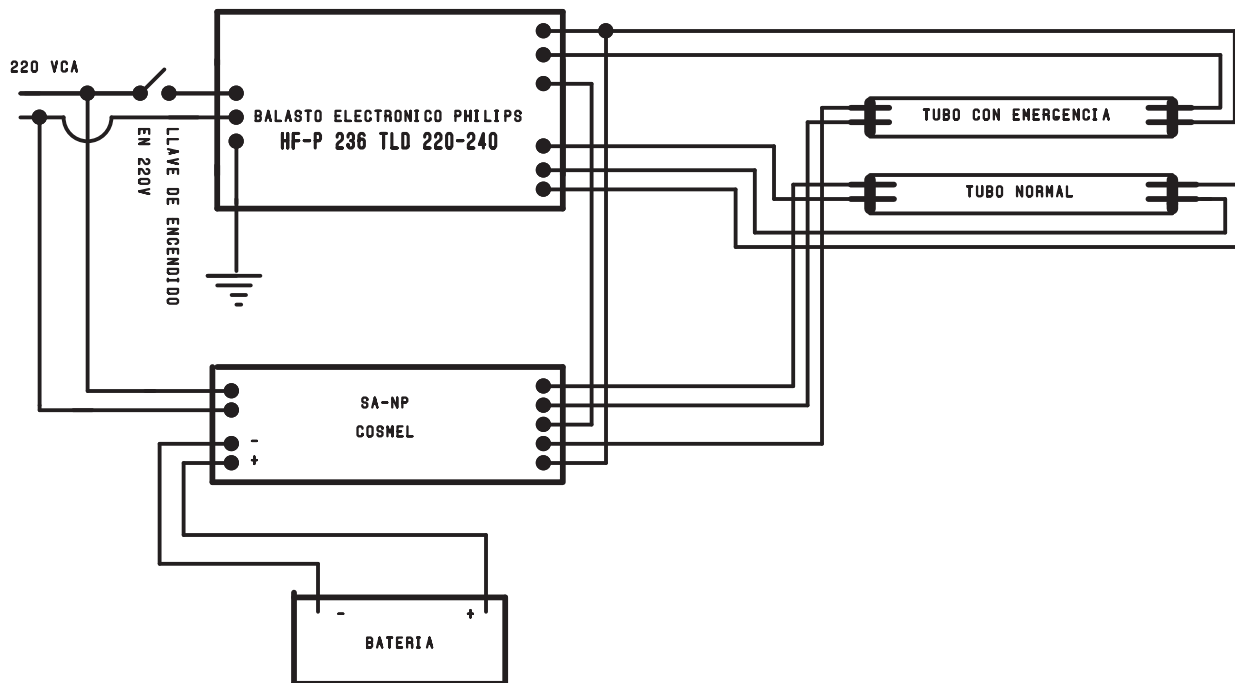 220 VCA
LLAVE DE ENCENDIDO
EN 220V
BALASTO ELECTRONICO PHILIPS
HF-P 236 TLD 220-240
TUBO CON EMERGENCIA
TUBO NORMAL
SA-NP
COSMEL
-
+
- +
BATERIA